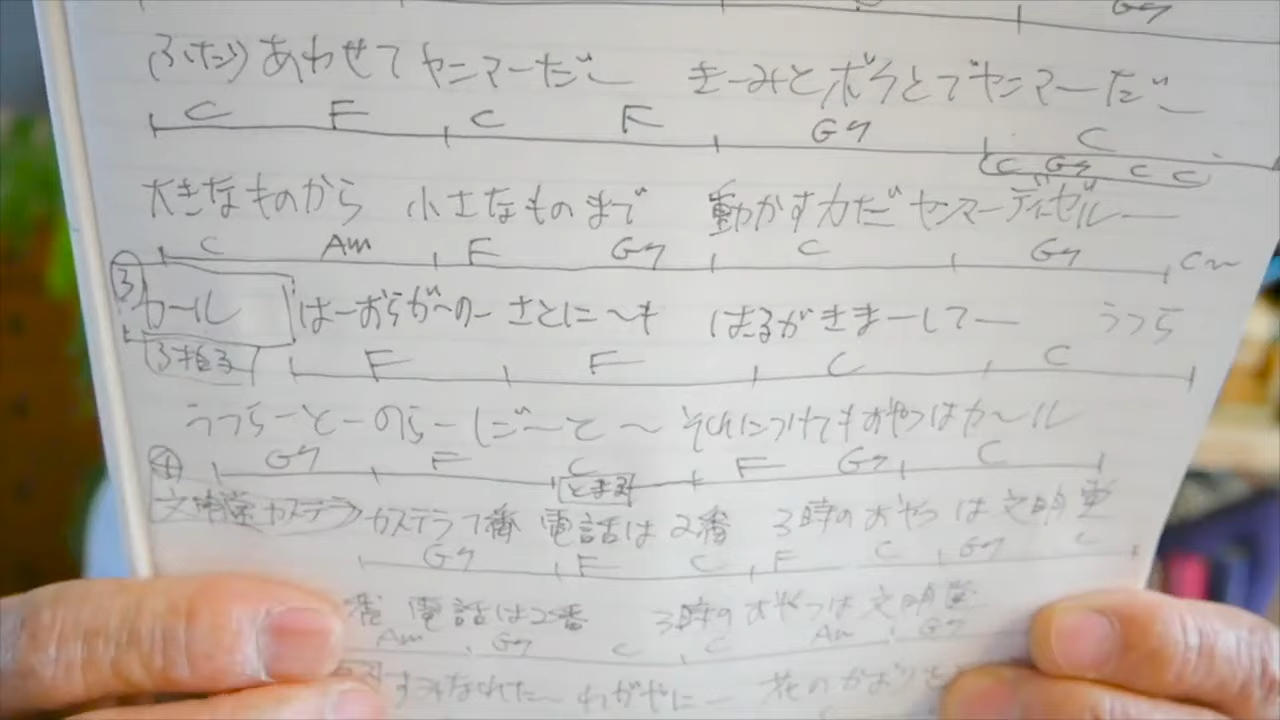 G7
(ふたつ) あわせて ヤンマーだ〜 きーみとボクとでヤンマーだ〜
C F C F G7 C
C G7 C C
大きなものから 小さなものまで 動かす力だ ヤンマーディーゼルー
C Am F G7 C G7 C〜
③ カール はーおらが〜のー さとに〜も はるがきまーしてー うつら
3拍子 F F C C
うつらーとーのらーしご〜と〜 それにつけてもおやつはカ〜ル
G7 F C F G7 C
④ とまる
文明堂カステラ カステラ1番 電話は2番 3時のおやつは文明堂
G7 F C F C G7 C
番 電話は2番 3時のおやつは文明堂
Am G7 C C Am G7
すみなれた〜 わがやに〜 花のかおりを